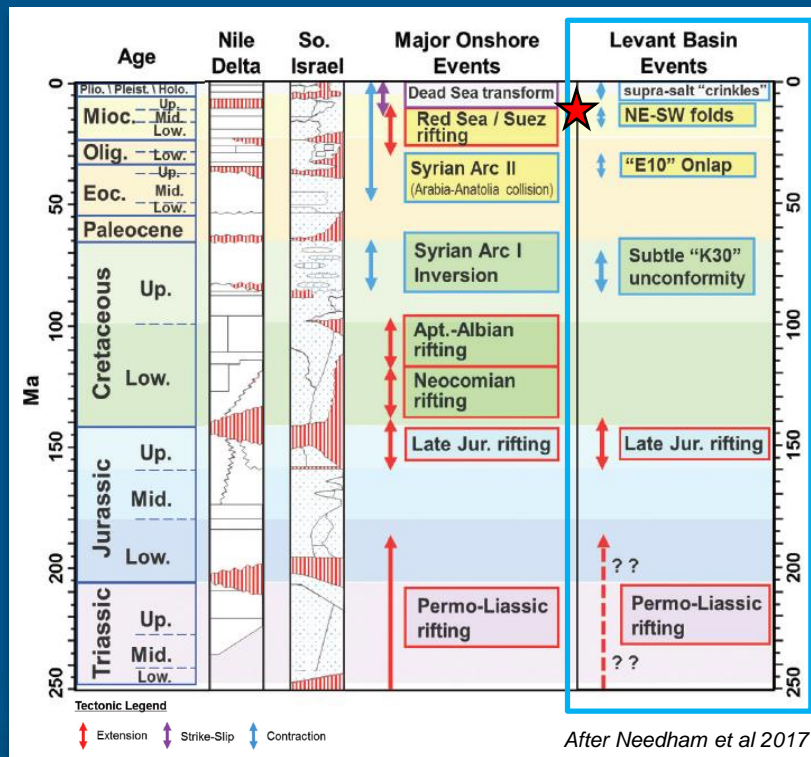 Age
Nile
Delta
So.
Israel
Major Onshore
Events
Levant Basin
Events
Ma
0
50
100
150
200
250
Plio. \ Pleist. \ Holo.
Mioc.
Up.
Mid
Low.
Olig.
Low.
Eoc.
Up.
Mid.
Low.
Paleocene
Cretaceous
Up.
Low.
Jurassic
Up.
Mid.
Low.
Triassic
Up.
Mid.
Low.
Dead Sea transform
Red Sea / Suez
rifting
Syrian Arc II
(Arabia-Anatolia collision)
Syrian Arc I
Inversion
Apt.-Albian
rifting
Neocomian
rifting
Late Jur. rifting
Permo-Liassic
rifting
supra-salt "crinkles"
NE-SW folds
"E10" Onlap
Subtle "K30"
unconformity
Late Jur. rifting
? ?
Permo-Liassic
rifting
? ?
0
50
100
150
200
250
Tectonic Legend
Extension
Strike-Slip
Contraction
After Needham et al 2017